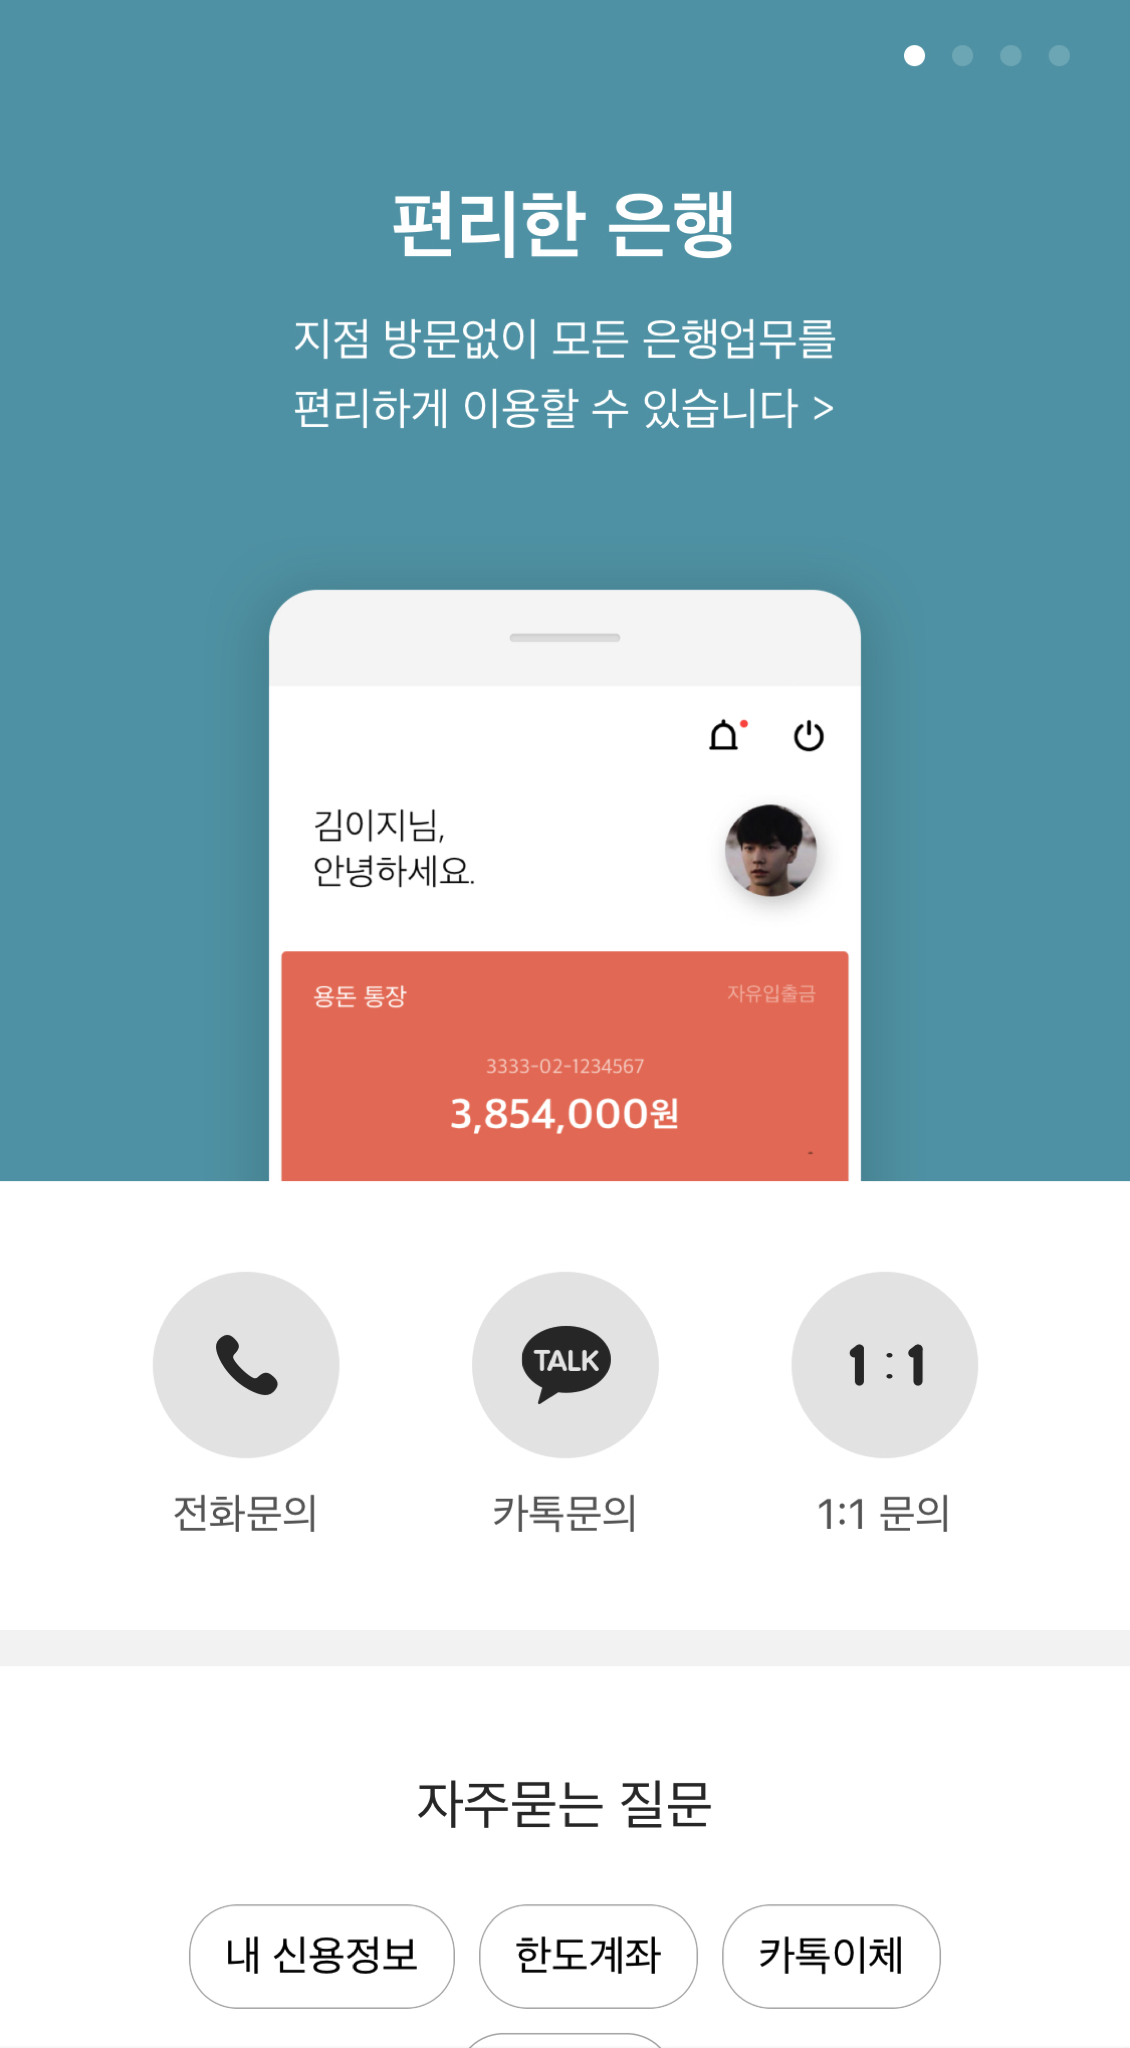 편리한 은행
지점 방문없이 모든 은행업무를
편리하게 이용할 수 있습니다 >
김이지님,
안녕하세요.
용돈 통장 자유입출금
3333-02-1234567
3,854,000원
TALK
1:1
전화문의 카톡문의 1:1 문의
자주묻는 질문
내 신용정보 한도계좌 카톡이체